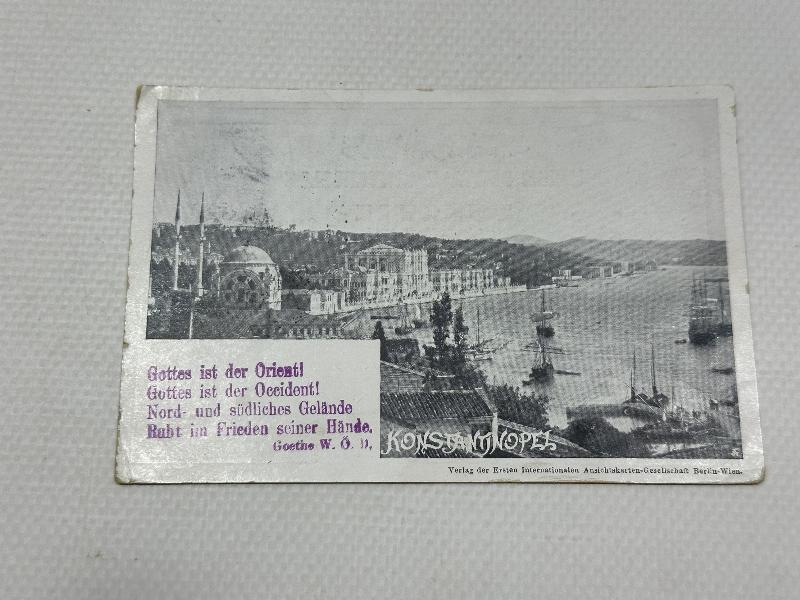 Gottes ist der Orient!
Gottes ist der Occident!
Nord- und südliches Gelände
Ruht im Frieden seiner Hände.
Goethe W. Ö. D.
KONSTANTINOPEL
Verlag der Ersten Internationalen Ansichtskarten-Gesellschaft Berlin-Wien.